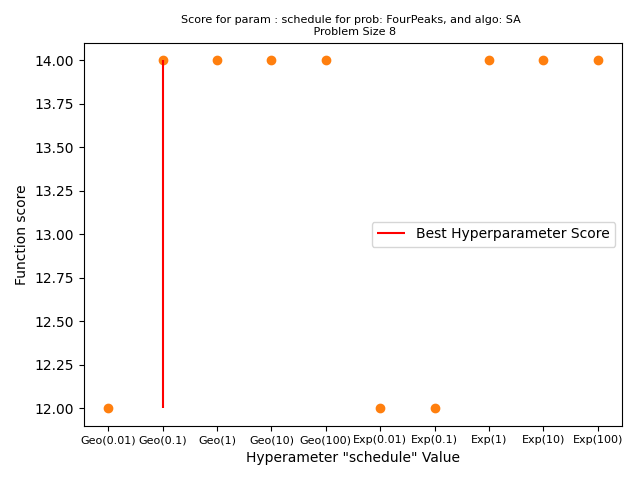 Score for param : schedule for prob: FourPeaks, and algo: SA
Problem Size 8
14.00
13.75
13.50
13.25
13.00
12.75
12.50
12.25
12.00
Function score
Best Hyperparameter Score
Geo(0.01) Geo(0.1) Geo(1) Geo(10) Geo(100) Exp(0.01) Exp(0.1) Exp(1) Exp(10) Exp(100)
Hyperameter "schedule" Value